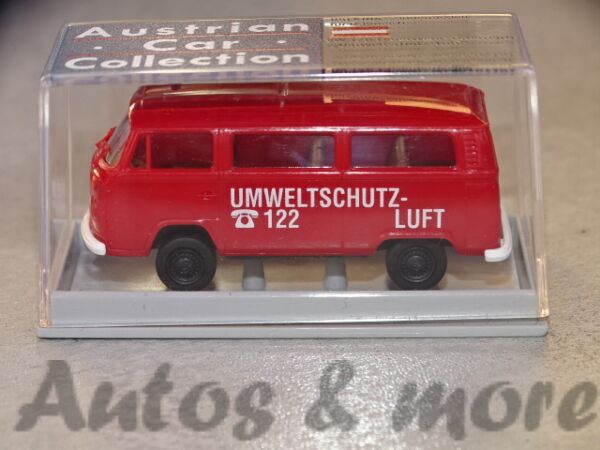 Austrian
· Car ·
Collection
UMWELTSCHUTZ-
☎ 122 LUFT
Autos & more